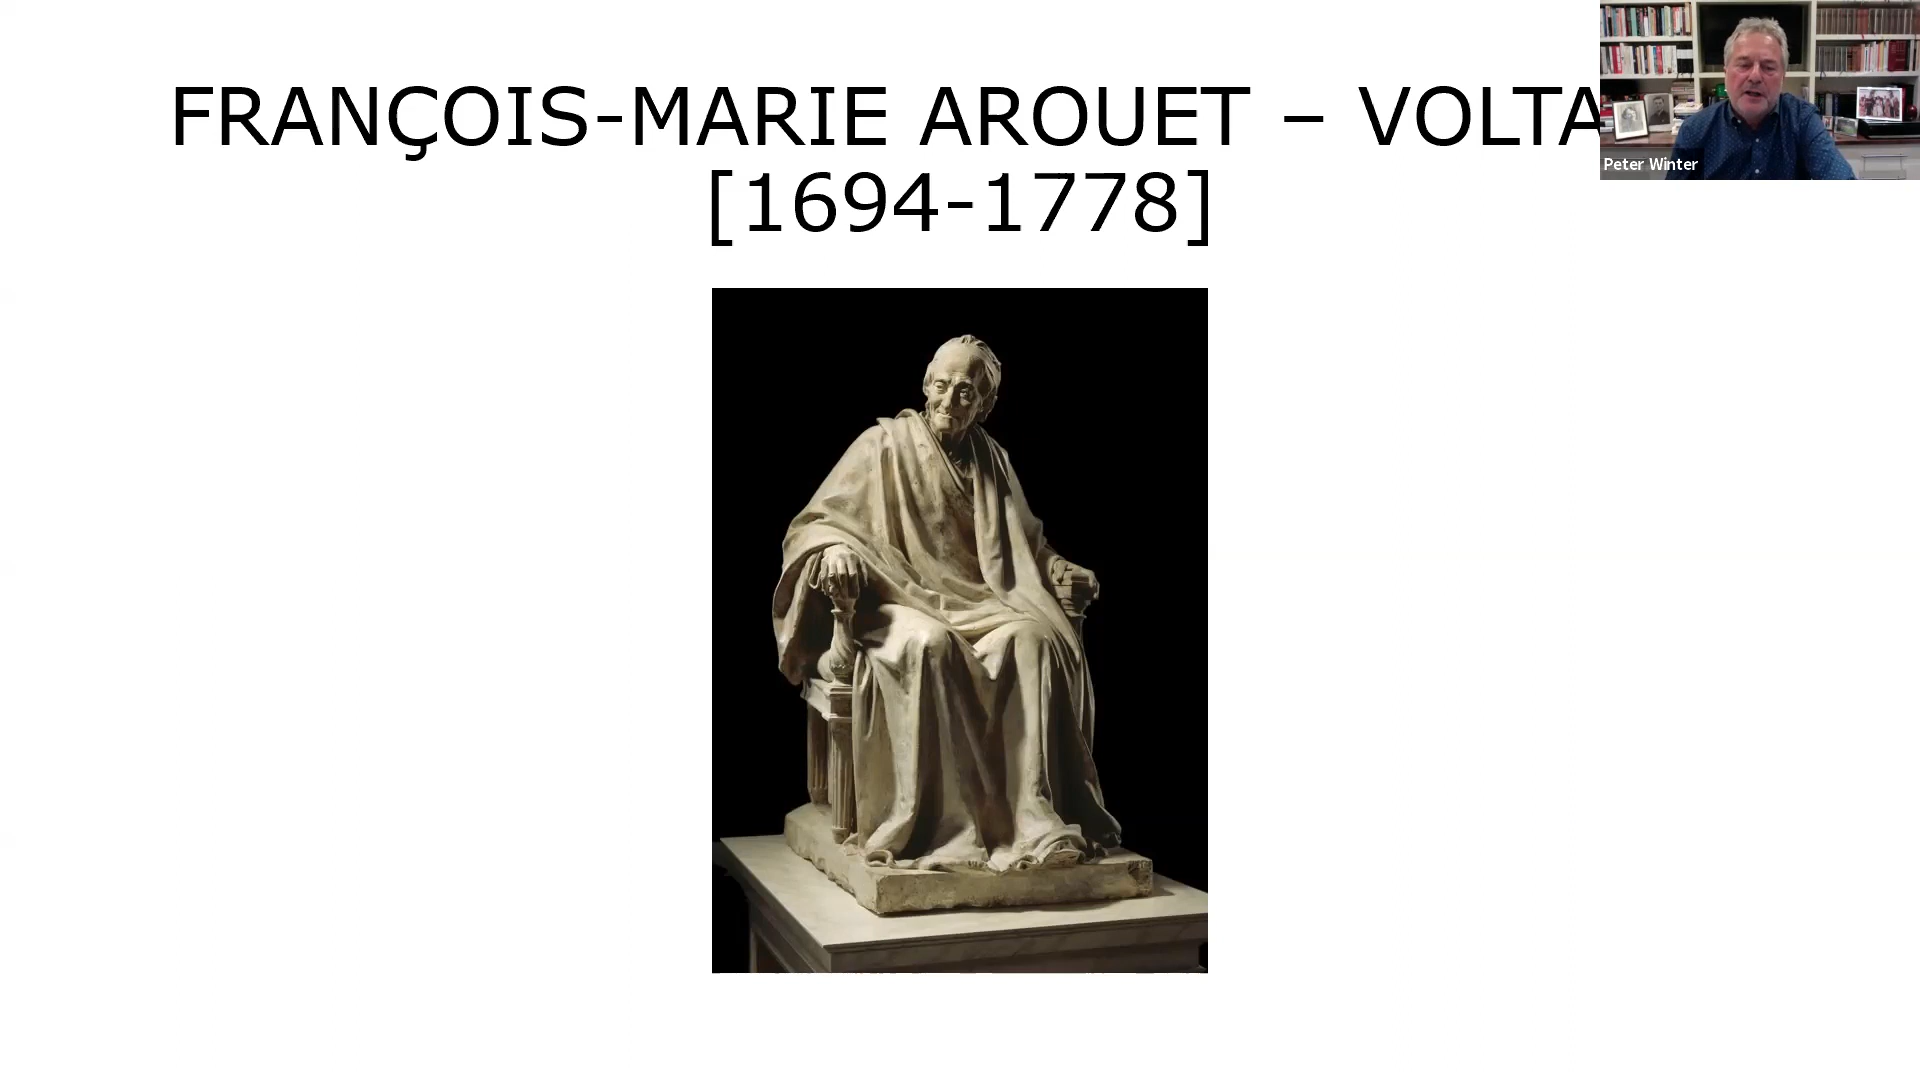 FRANÇOIS-MARIE AROUET – VOLTA
[1694-1778]
Peter Winter